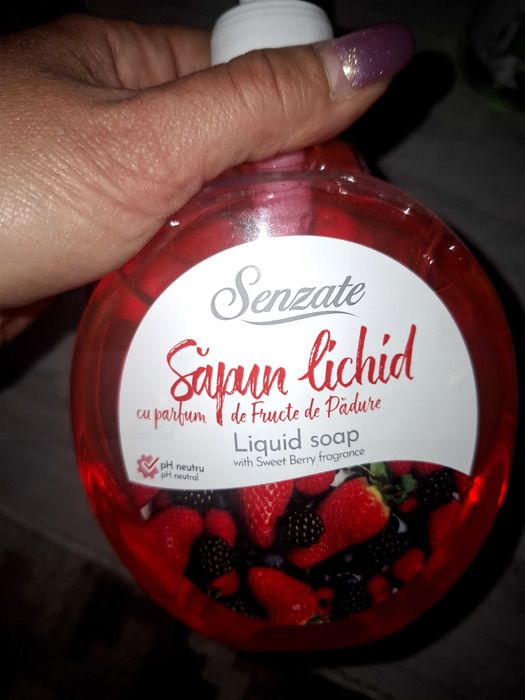 Senzate
Săpun lichid
cu parfum de Fructe de Pădure
Liquid soap
with Sweet Berry fragrance
pH neutru
pH neutral